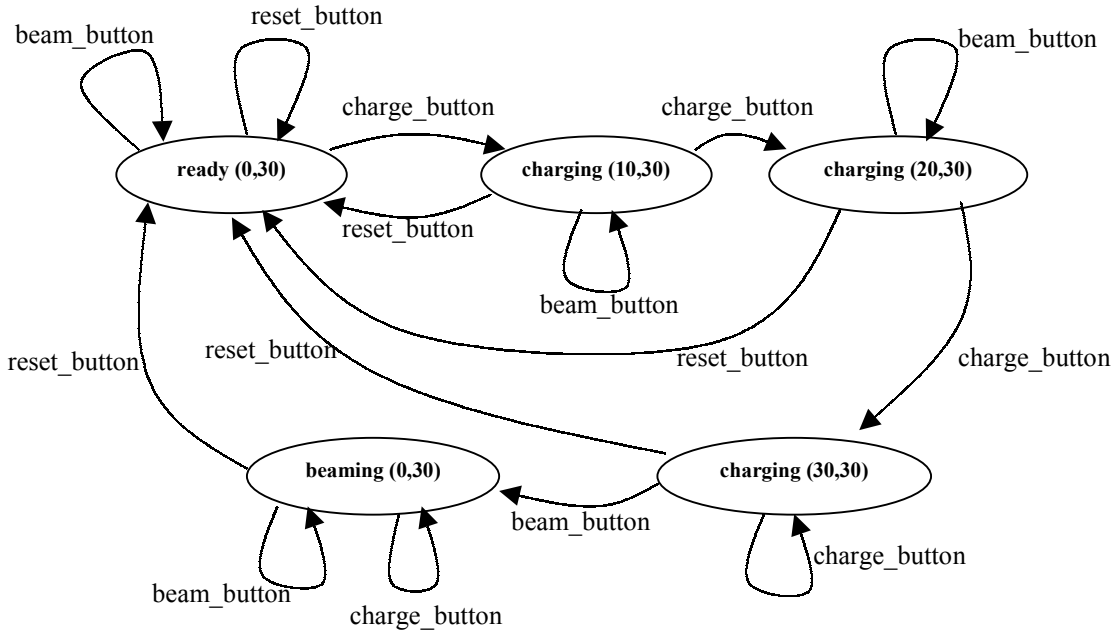 reset_button
beam_button
beam_button
charge_button
charge_button
ready (0,30)
charging (10,30)
charging (20,30)
reset_button
beam_button
reset_button
reset_button
reset_button
charge_button
beaming (0,30)
charging (30,30)
beam_button
charge_button
beam_button
charge_button